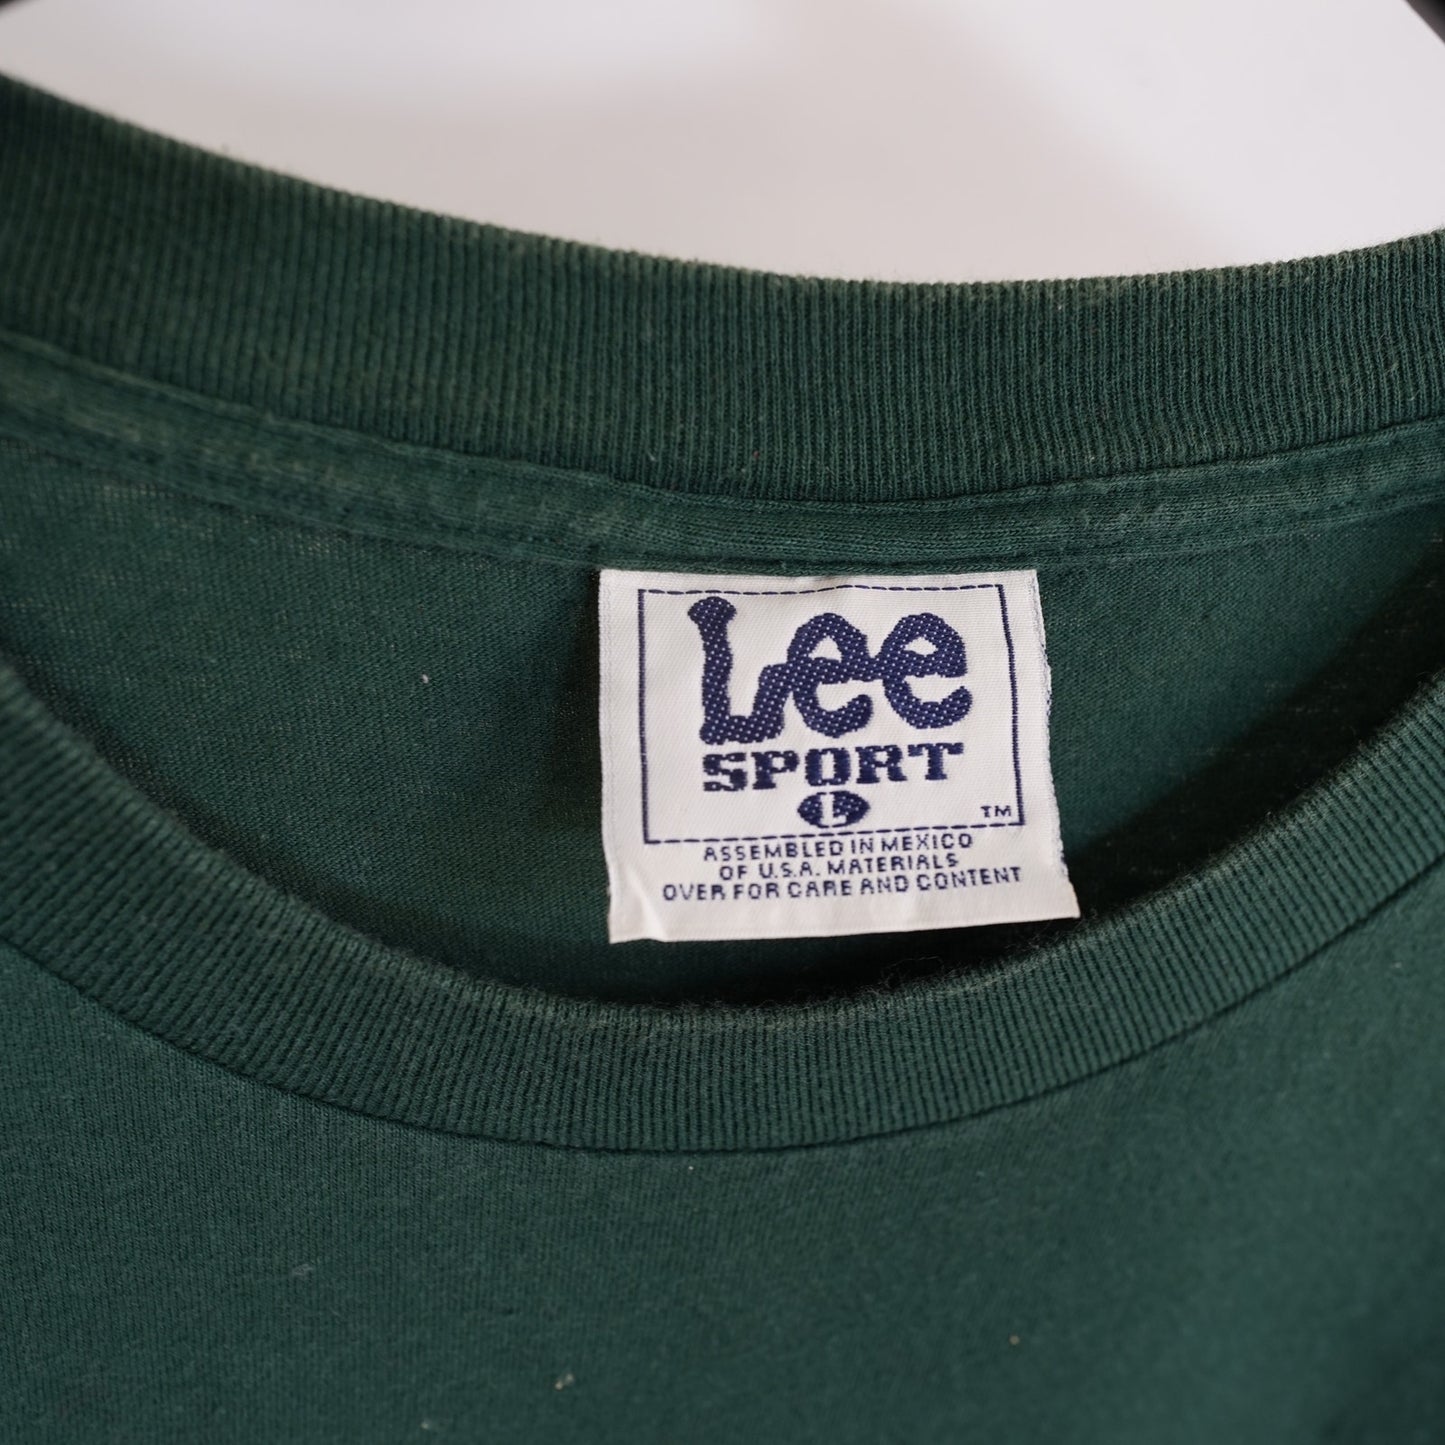 Lee
SPORT
L
TM
ASSEMBLED IN MEXICO
OF U.S.A. MATERIALS
OVER FOR CARE AND CONTENT